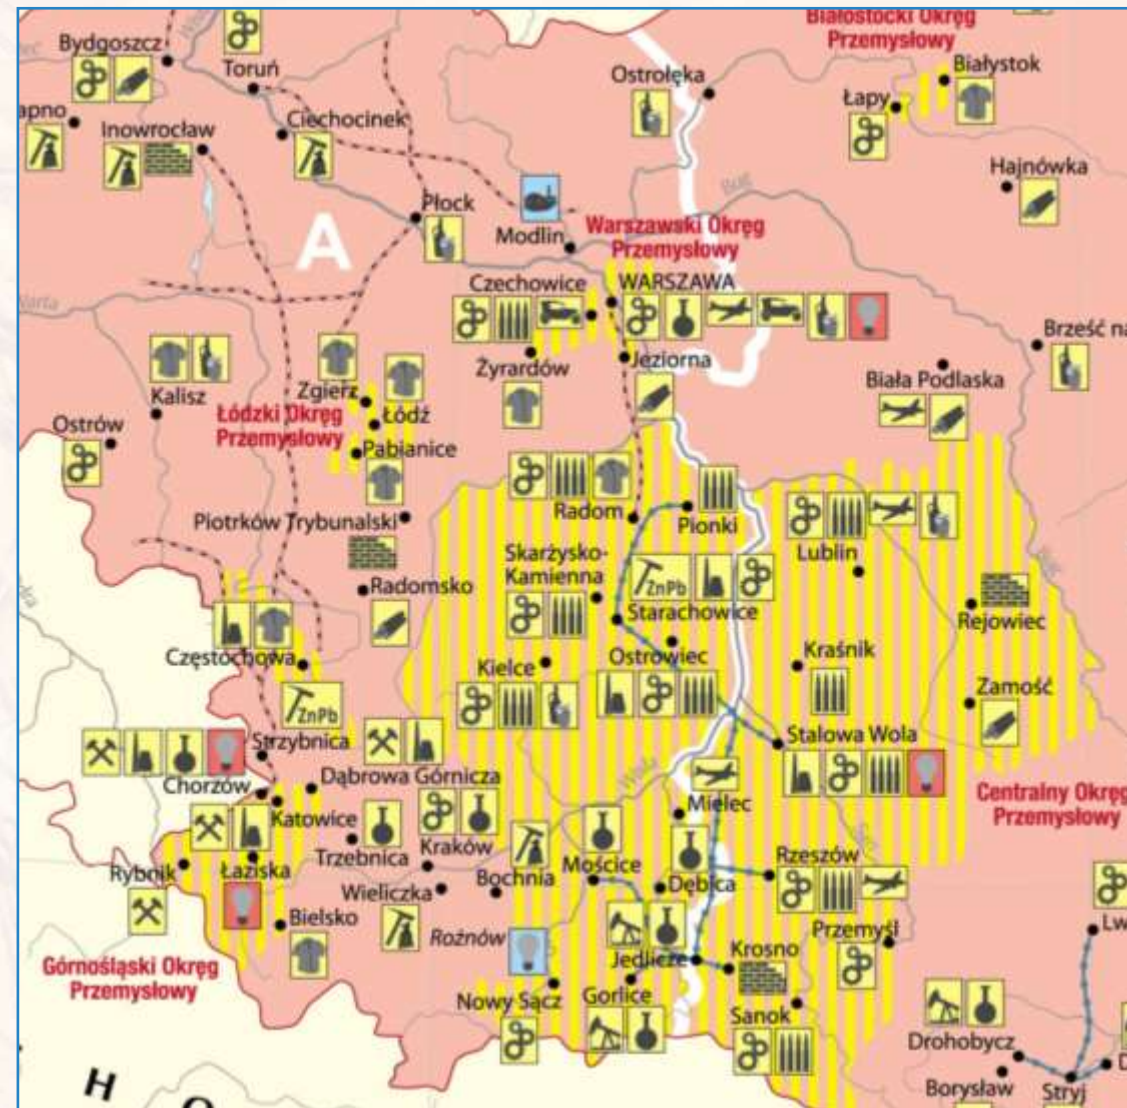 Białostocki Okręg
Przemysłowy
Bydgoszcz
Toruń
Ostrołęka
Białystok
Łapy
apno
Inowrocław
Ciechocinek
Hajnówka
Płock
Bug
A
Modlin
Warszawski Okręg
Przemysłowy
Czechowice
WARSZAWA
Warta
Brześć na
Żyrardów
Jeziorna
Biała Podlaska
Kalisz
Zgierz
Łódź
Łódzki Okręg
Przemysłowy
Ostrów
Pabianice
Piotrków Trybunalski
Radom
Pionki
Lublin
Skarżysko-
Kamienna
ZnPb
Radomsko
Starachowice
Rejowiec
Częstochowa
Kielce
Ostrowiec
Kraśnik
Zamość
ZnPb
Strzybnica
Stalowa Wola
Chorzów
Dąbrowa Górnicza
Wisła
Mielec
Centralny Okręg
Przemysłowy
Katowice
Trzebnica
Kraków
Rybnik
Łaziska
Wieliczka
Bochnia
Mościce
Dębica
Rzeszów
Bielsko
Rożnów
Przemyśl
Lw
Górnośląski Okręg
Przemysłowy
Jedlicze
Krosno
Nowy Sącz
Gorlice
Sanok
Drohobycz
Borysław
Stryj
D
H O